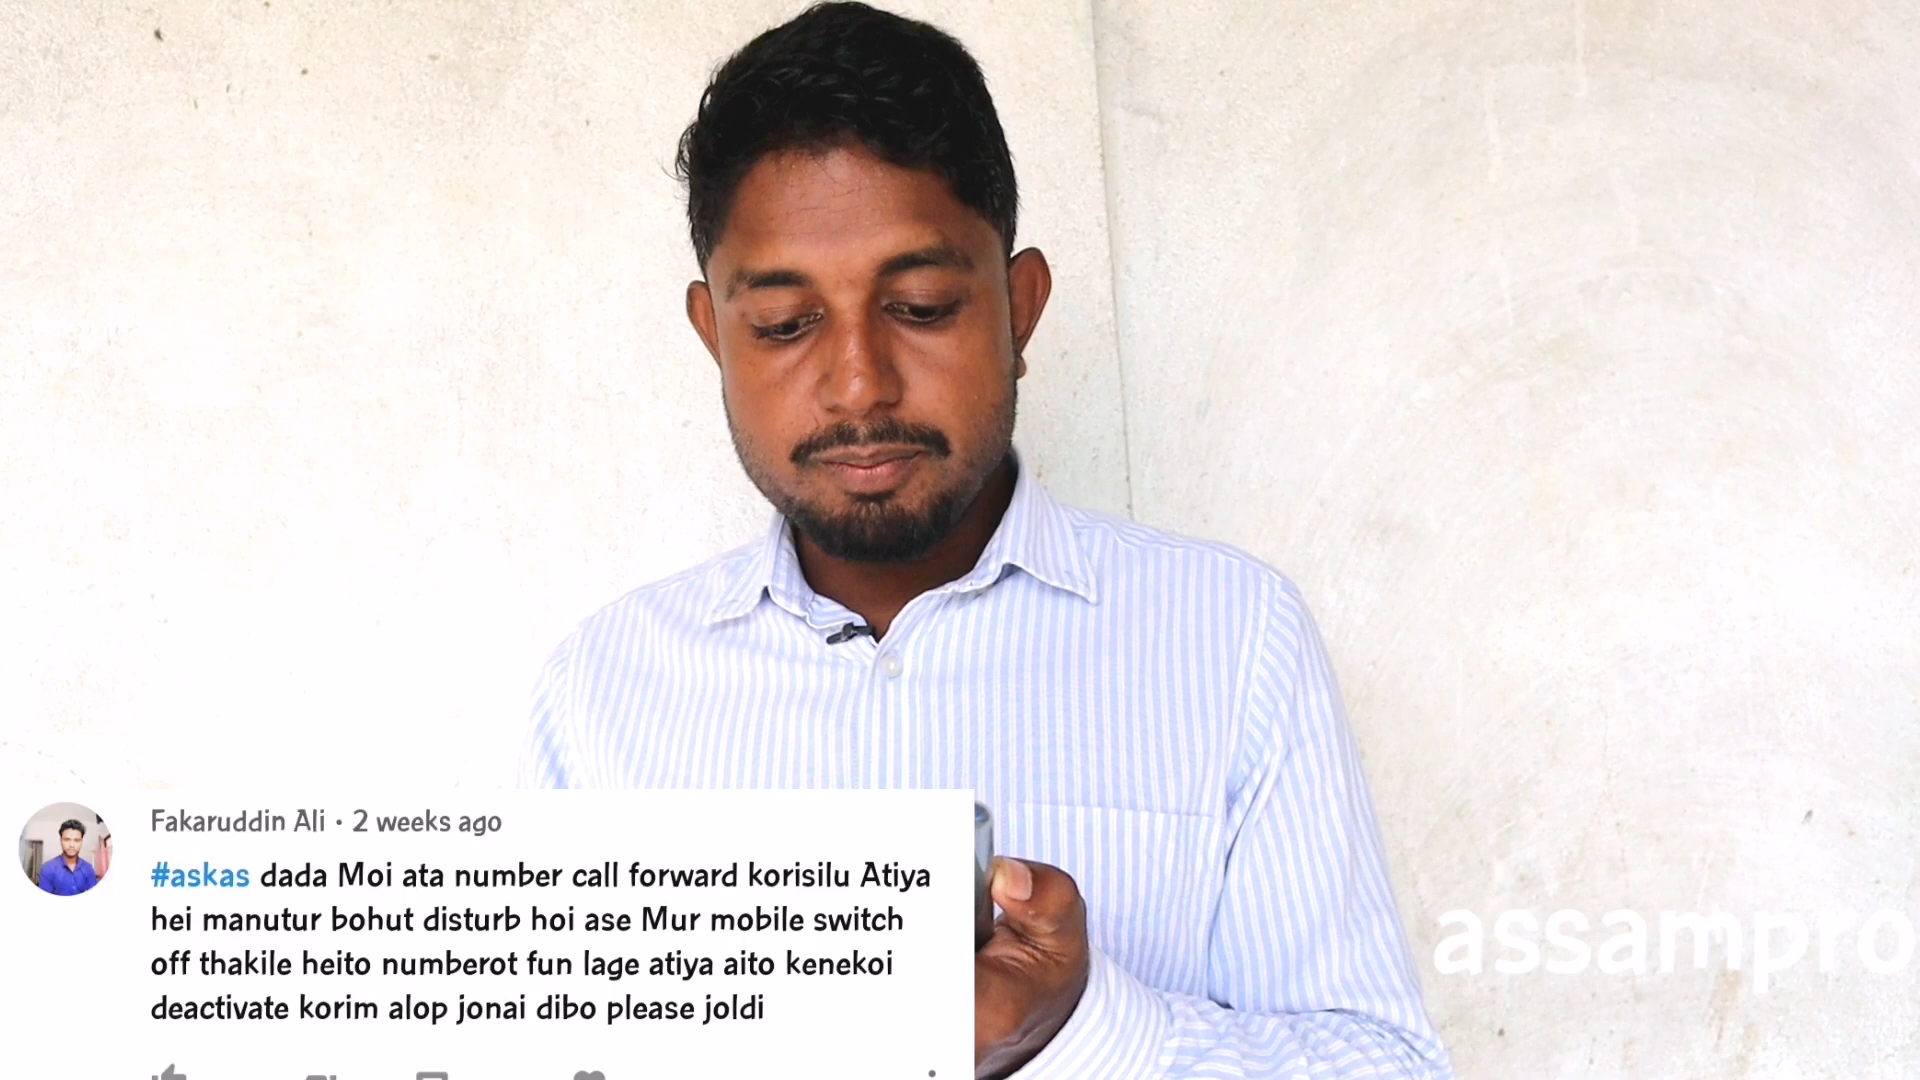 Fakaruddin Ali • 2 weeks ago
#askas dada Moi ata number call forward korisilu Atiya
hei manutur bohut disturb hoi ase Mur mobile switch
off thakile heito numberot fun lage atiya aito kenekoi
deactivate korim alop jonai dibo please joldi
assampro